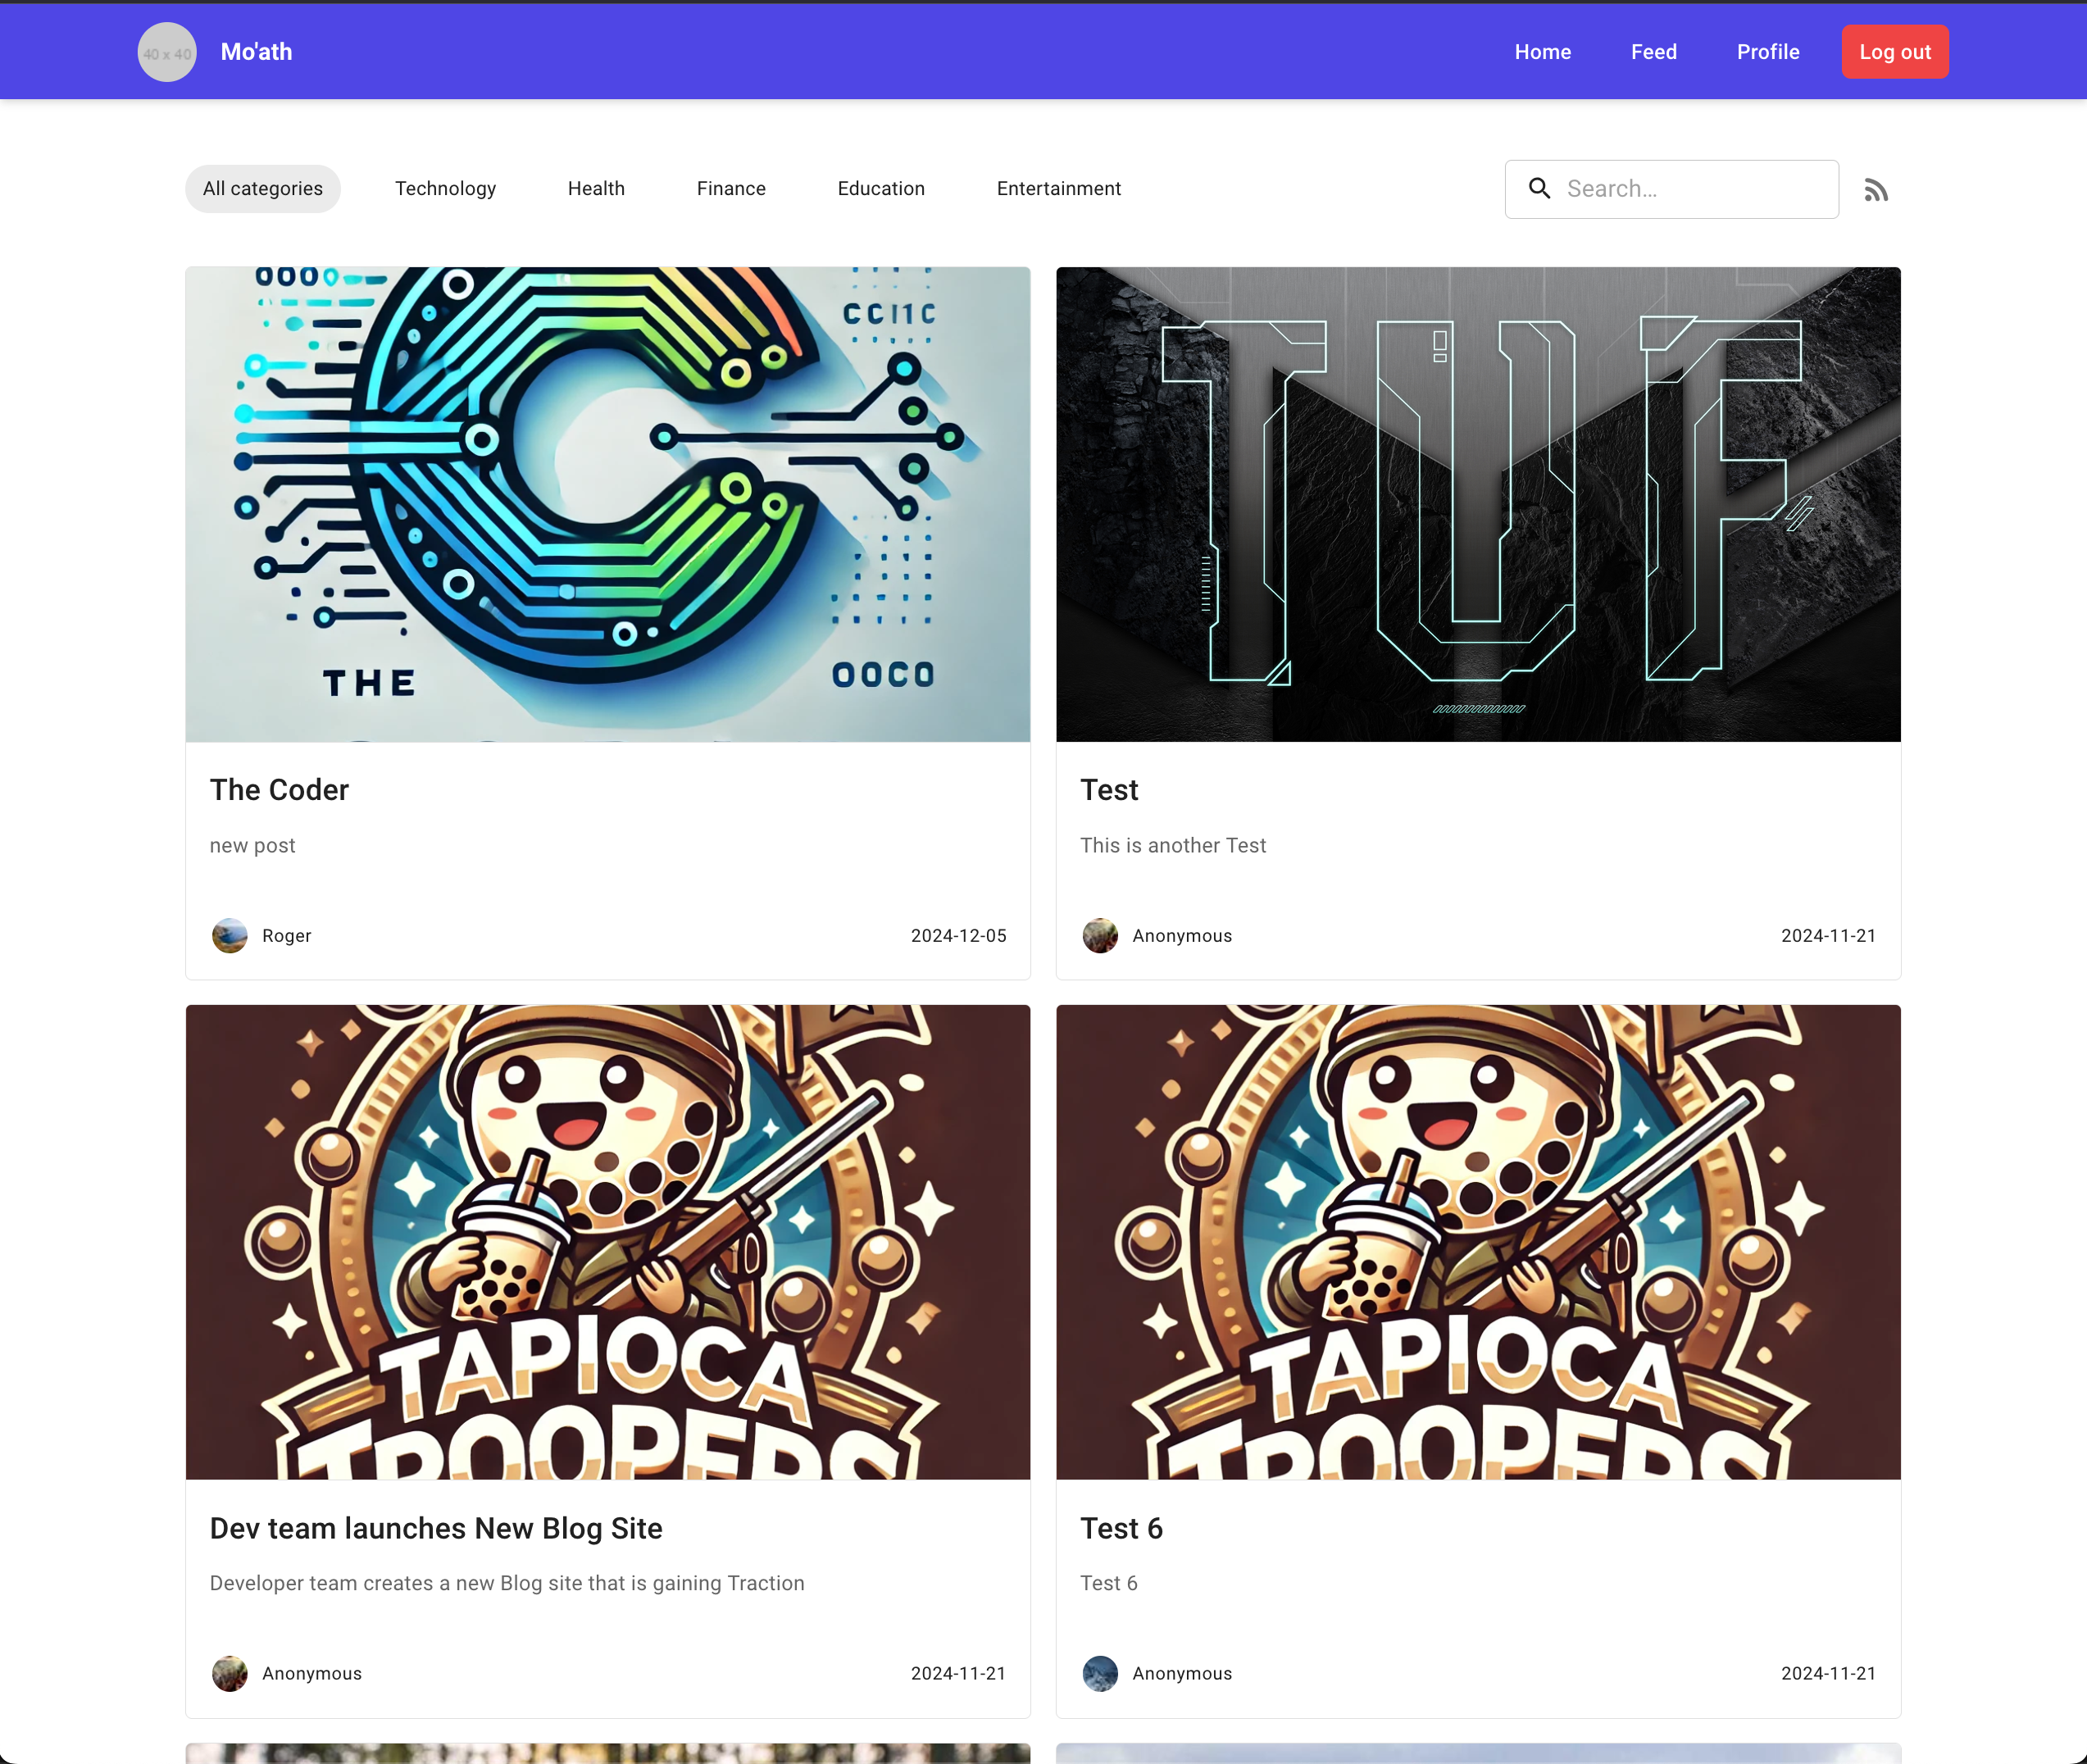 40 x 40 Mo'ath Home Feed Profile Log out
All categories Technology Health Finance Education Entertainment Search...
CC11C
THE OOCO
TUF
The Coder
new post
Roger 2024-12-05
Test
This is another Test
Anonymous 2024-11-21
TAPIOCA
TROOPERS
Dev team launches New Blog Site
Developer team creates a new Blog site that is gaining Traction
Anonymous 2024-11-21
TAPIOCA
TROOPERS
Test 6
Test 6
Anonymous 2024-11-21